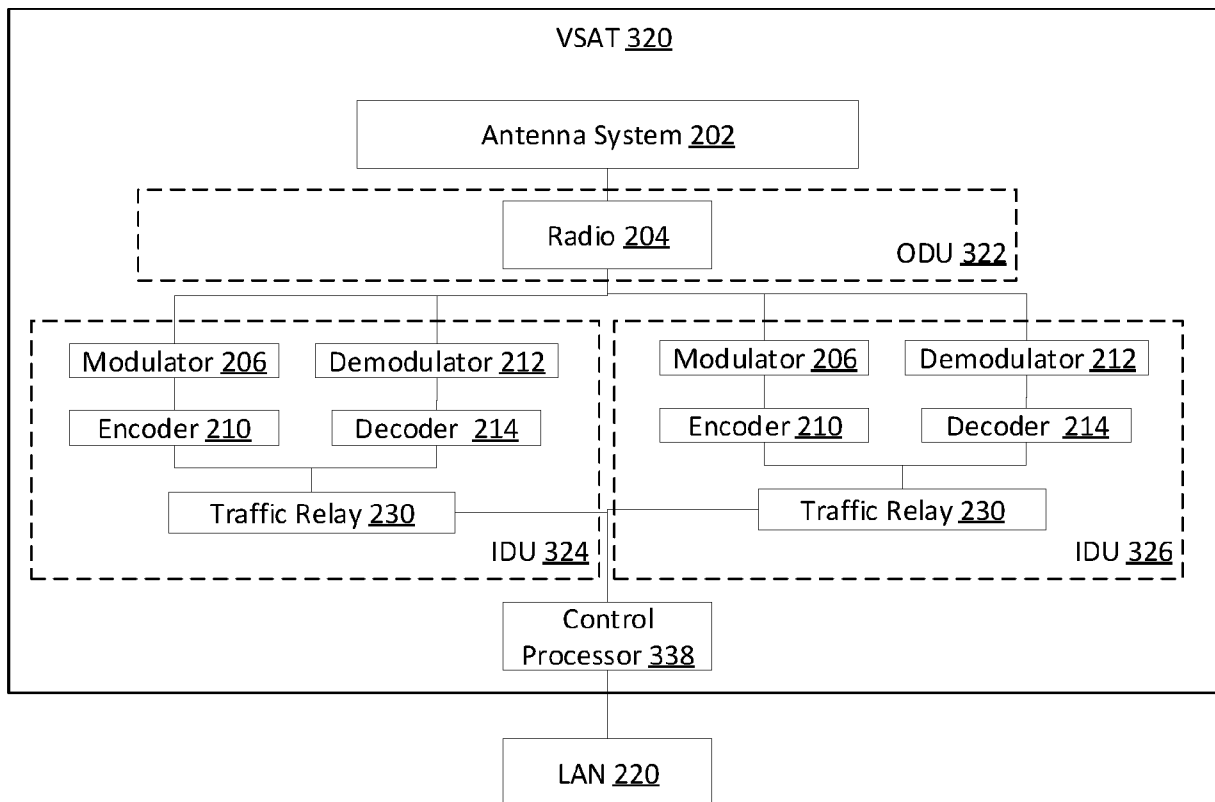 VSAT 320
Antenna System 202
Radio 204
ODU 322
Modulator 206
Demodulator 212
Encoder 210
Decoder 214
Traffic Relay 230
IDU 324
Modulator 206
Demodulator 212
Encoder 210
Decoder 214
Traffic Relay 230
IDU 326
Control
Processor 338
LAN 220